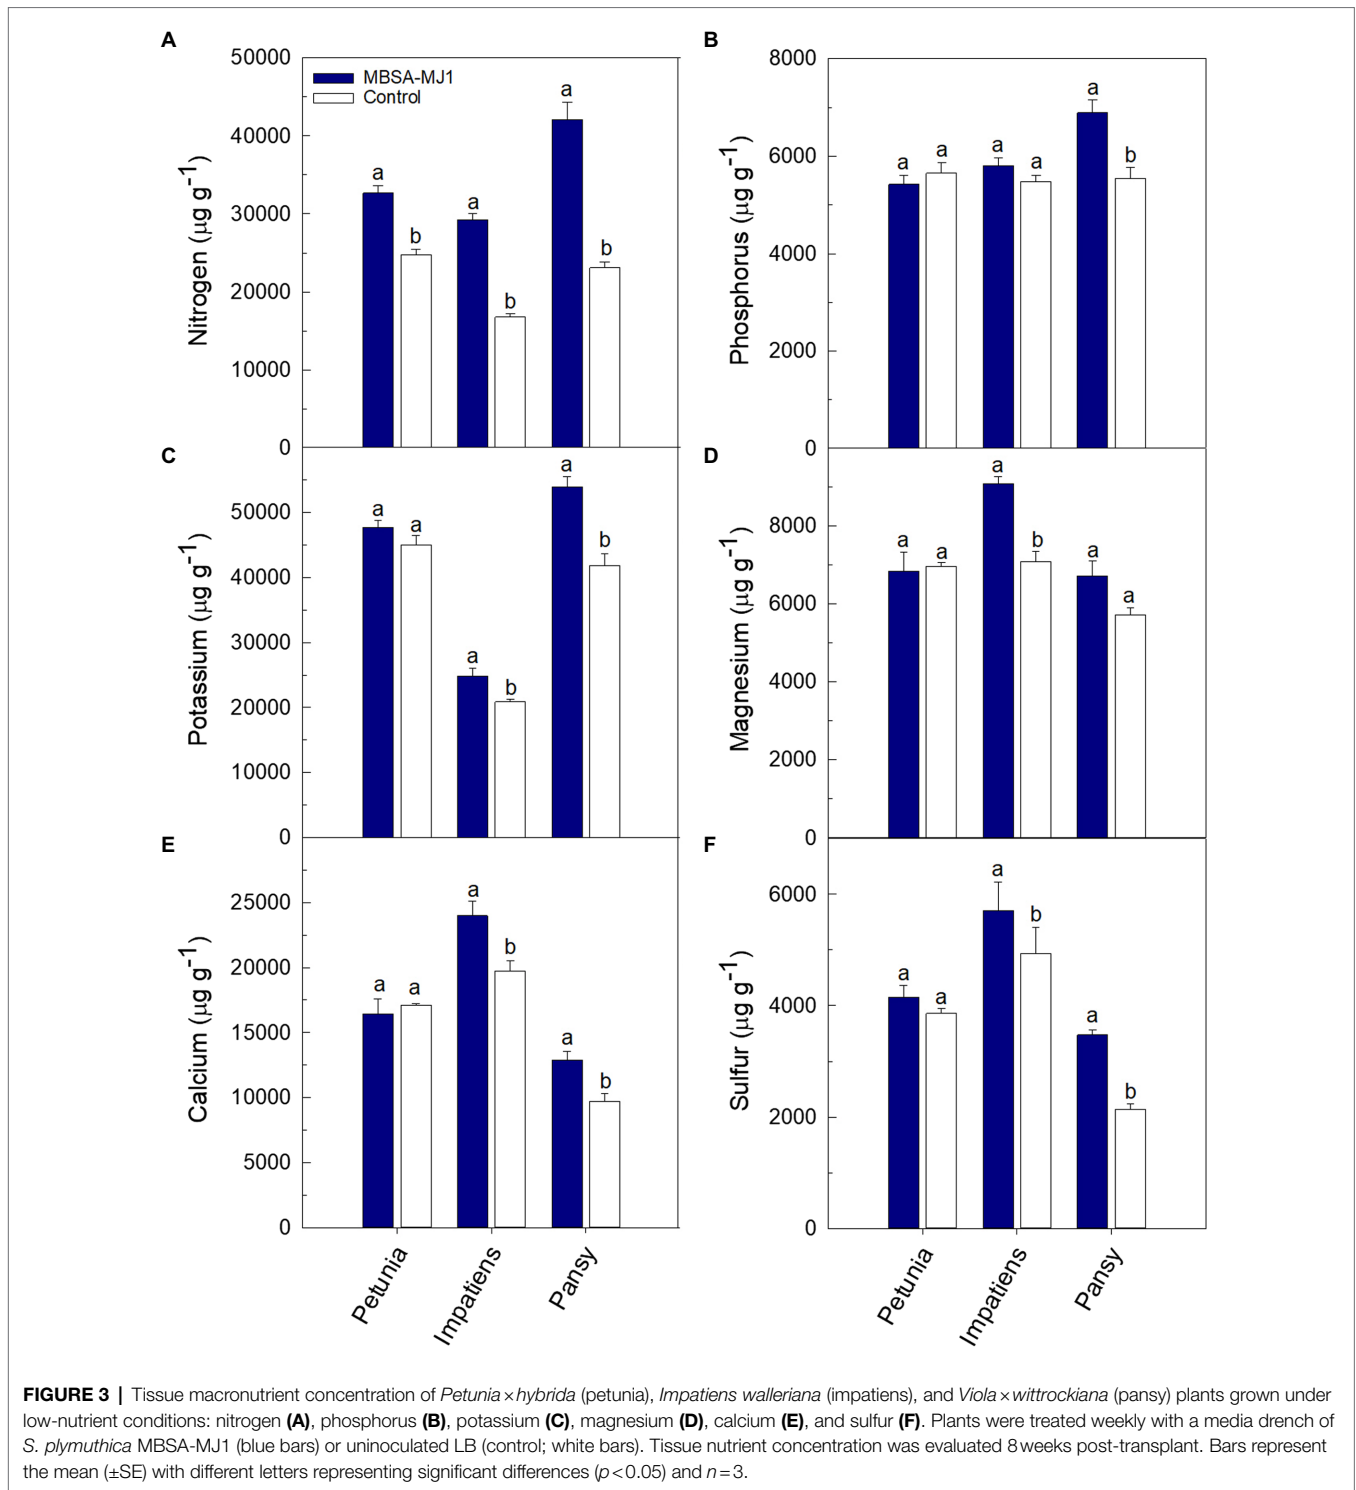 A
50000
40000
30000
20000
10000
0
Nitrogen (µg g-1)
MBSA-MJ1
Control
a
b
a
b
a
b
B
8000
6000
4000
2000
0
Phosphorus (µg g-1)
a
a
a
a
a
b
C
50000
40000
30000
20000
10000
0
Potassium (µg g-1)
a
a
a
b
a
b
D
8000
6000
4000
2000
0
Magnesium (µg g-1)
a
a
a
b
a
a
E
25000
20000
15000
10000
5000
0
Calcium (µg g-1)
a
a
a
b
a
b
Petunia
Impatiens
Pansy
F
6000
4000
2000
0
Sulfur (µg g-1)
a
a
a
b
a
b
Petunia
Impatiens
Pansy
FIGURE 3 | Tissue macronutrient concentration of Petunia × hybrida (petunia), Impatiens walleriana (impatiens), and Viola × wittrockiana (pansy) plants grown under
low-nutrient conditions: nitrogen (A), phosphorus (B), potassium (C), magnesium (D), calcium (E), and sulfur (F). Plants were treated weekly with a media drench of
S. plymuthica MBSA-MJ1 (blue bars) or uninoculated LB (control; white bars). Tissue nutrient concentration was evaluated 8 weeks post-transplant. Bars represent
the mean (±SE) with different letters representing significant differences (p < 0.05) and n = 3.